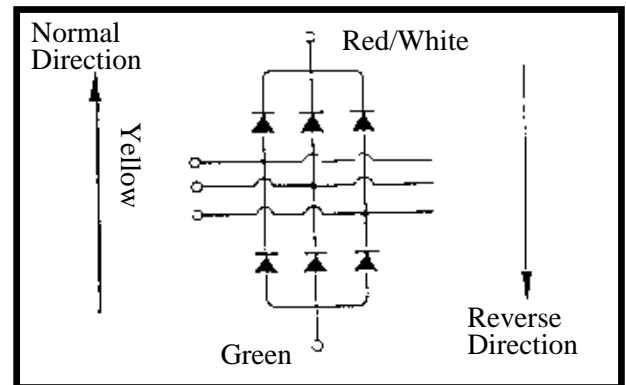 Normal
Direction
Red/White
Yellow
Green
Reverse
Direction